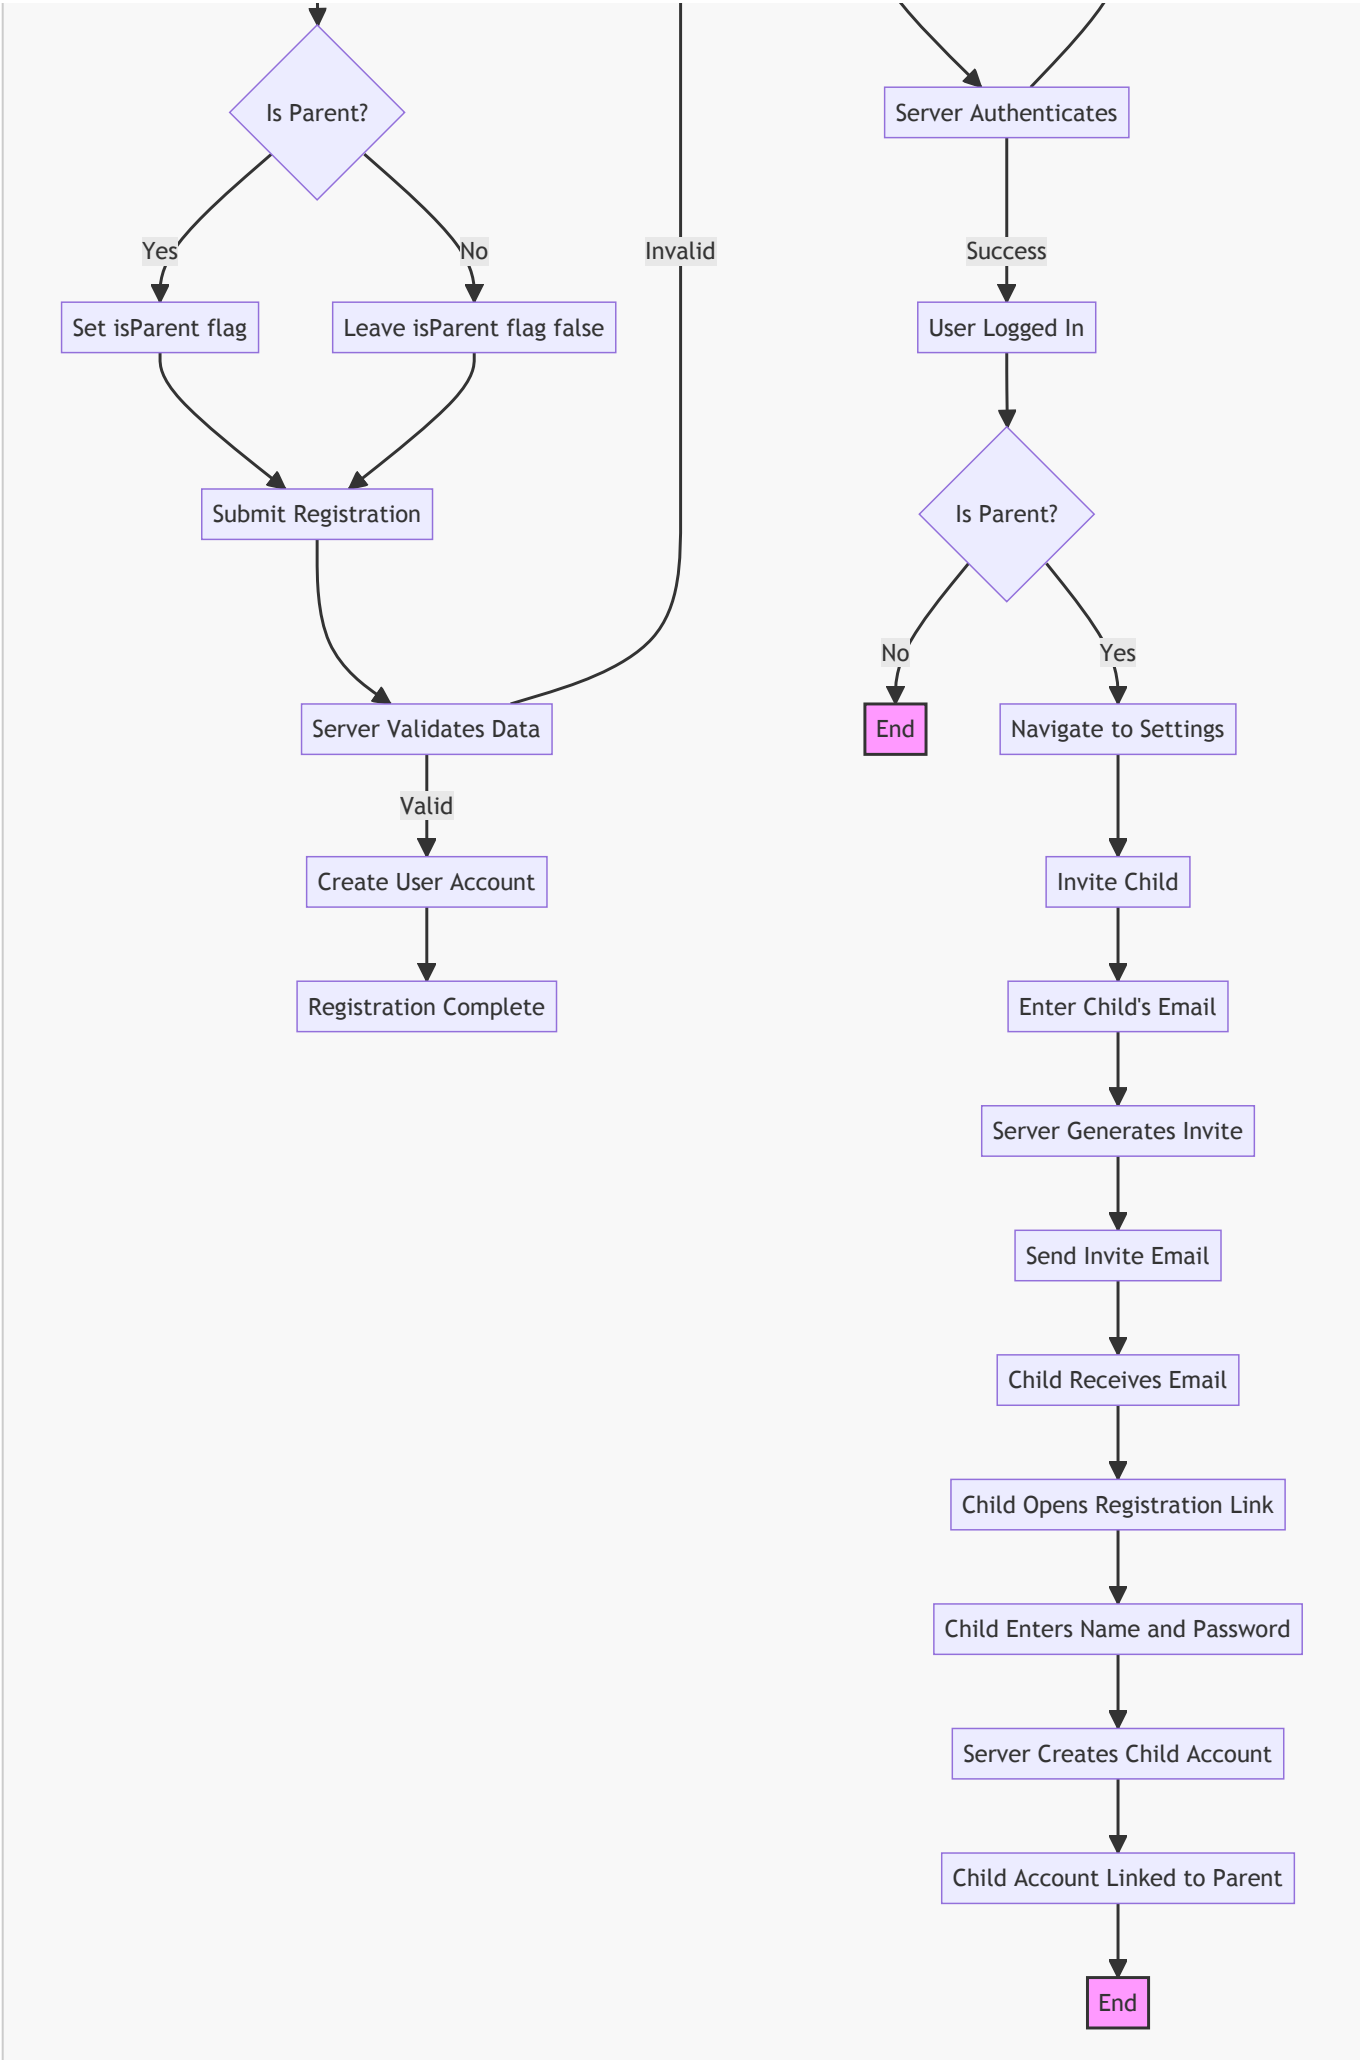 Is Parent?
Yes
No
Set isParent flag
Leave isParent flag false
Submit Registration
Invalid
Server Validates Data
Valid
Create User Account
Registration Complete
Server Authenticates
Success
User Logged In
Is Parent?
No
Yes
End
Navigate to Settings
Invite Child
Enter Child's Email
Server Generates Invite
Send Invite Email
Child Receives Email
Child Opens Registration Link
Child Enters Name and Password
Server Creates Child Account
Child Account Linked to Parent
End